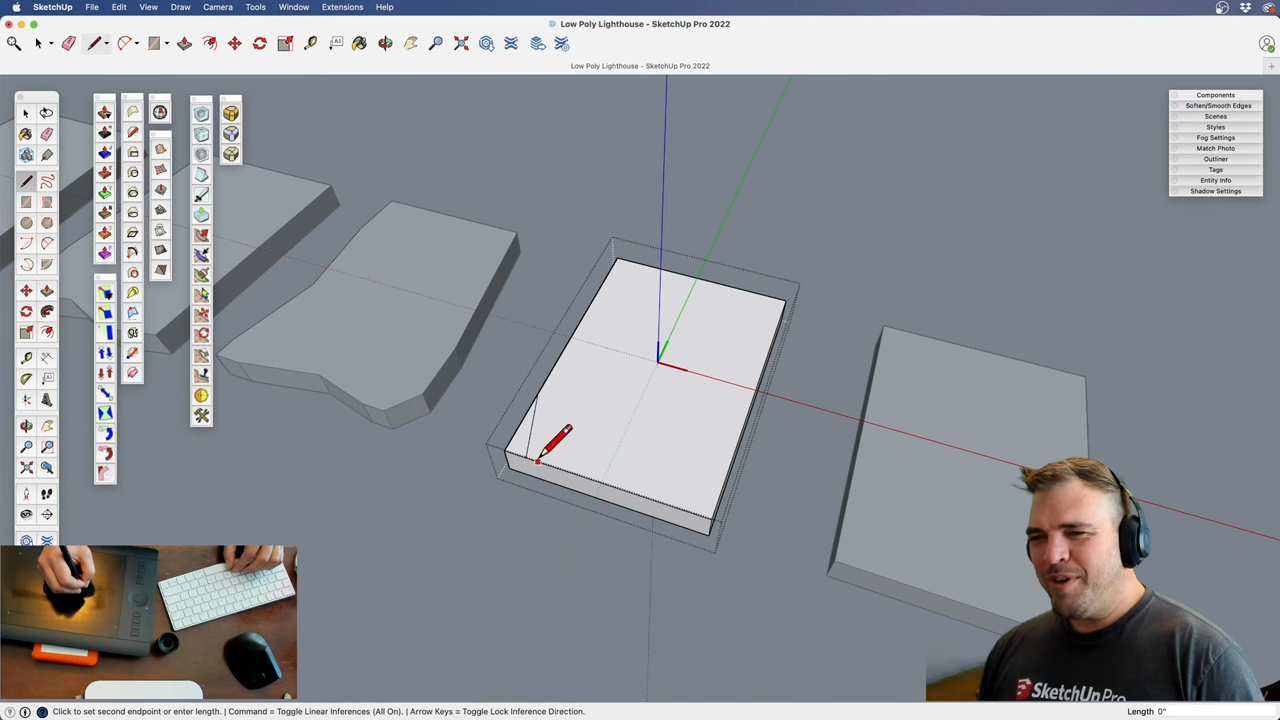 SketchUp File Edit View Draw Camera Tools Window Extensions Help
Low Poly Lighthouse - SketchUp Pro 2022
Low Poly Lighthouse - SketchUp Pro 2022
Components
Soften/Smooth Edges
Scenes
Styles
Fog Settings
Match Photo
Outliner
Tags
Entity Info
Shadow Settings
SketchUp Pro
Click to set second endpoint or enter length. | Command = Toggle Linear Inferences (All On). | Arrow Keys = Toggle Lock Inference Direction. Length 0"